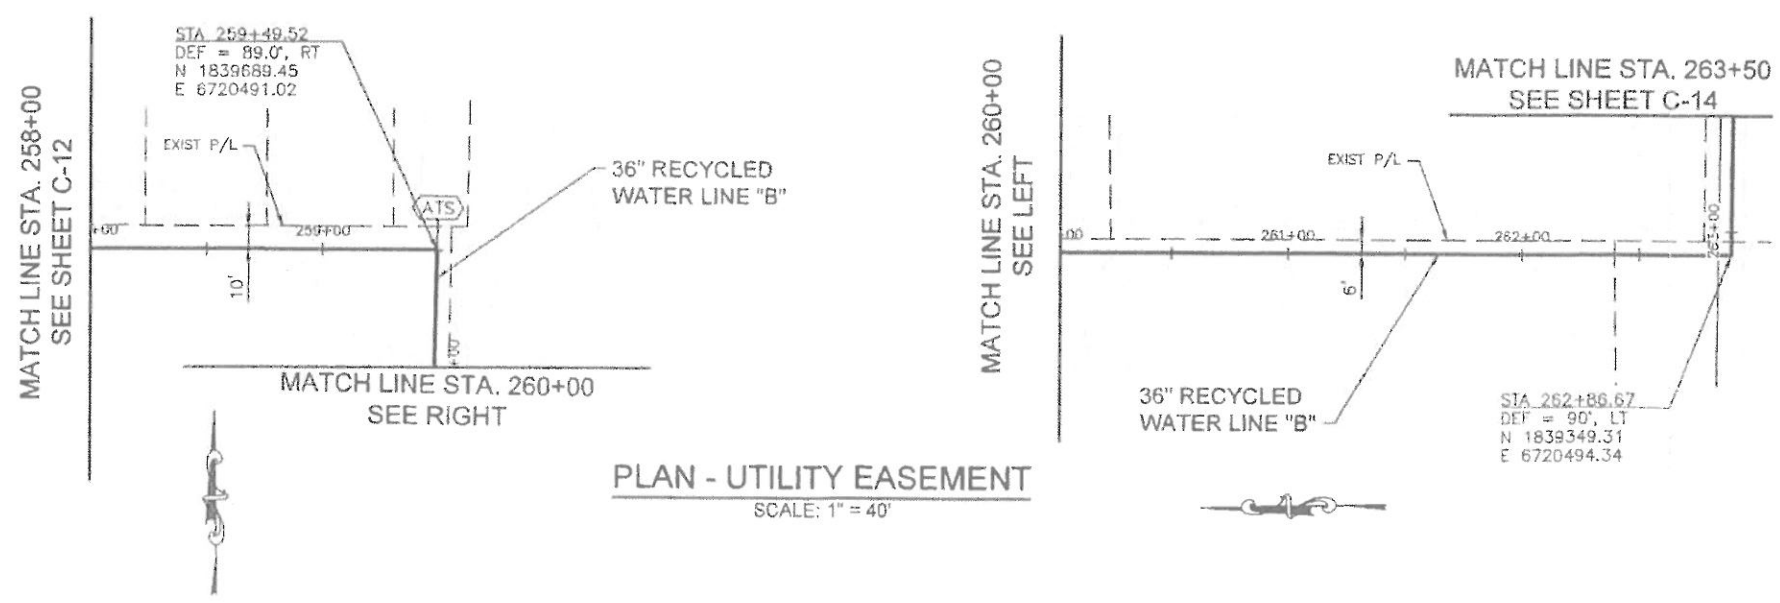 STA 259+49.52
DEF = 89.0°, RT
N 1839689.45
E 6720491.02
MATCH LINE STA. 258+00
SEE SHEET C-12
EXIST P/L
36" RECYCLED
WATER LINE "B"
ATS
+00
259+00
10'
+00
MATCH LINE STA. 260+00
SEE RIGHT
MATCH LINE STA. 260+00
SEE LEFT
MATCH LINE STA. 263+50
SEE SHEET C-14
EXIST P/L
00
261+00
262+00
263+00
6'
36" RECYCLED
WATER LINE "B"
STA 262+86.67
DEF = 90°, LT
N 1839349.31
E 6720494.34
PLAN - UTILITY EASEMENT
SCALE: 1" = 40'